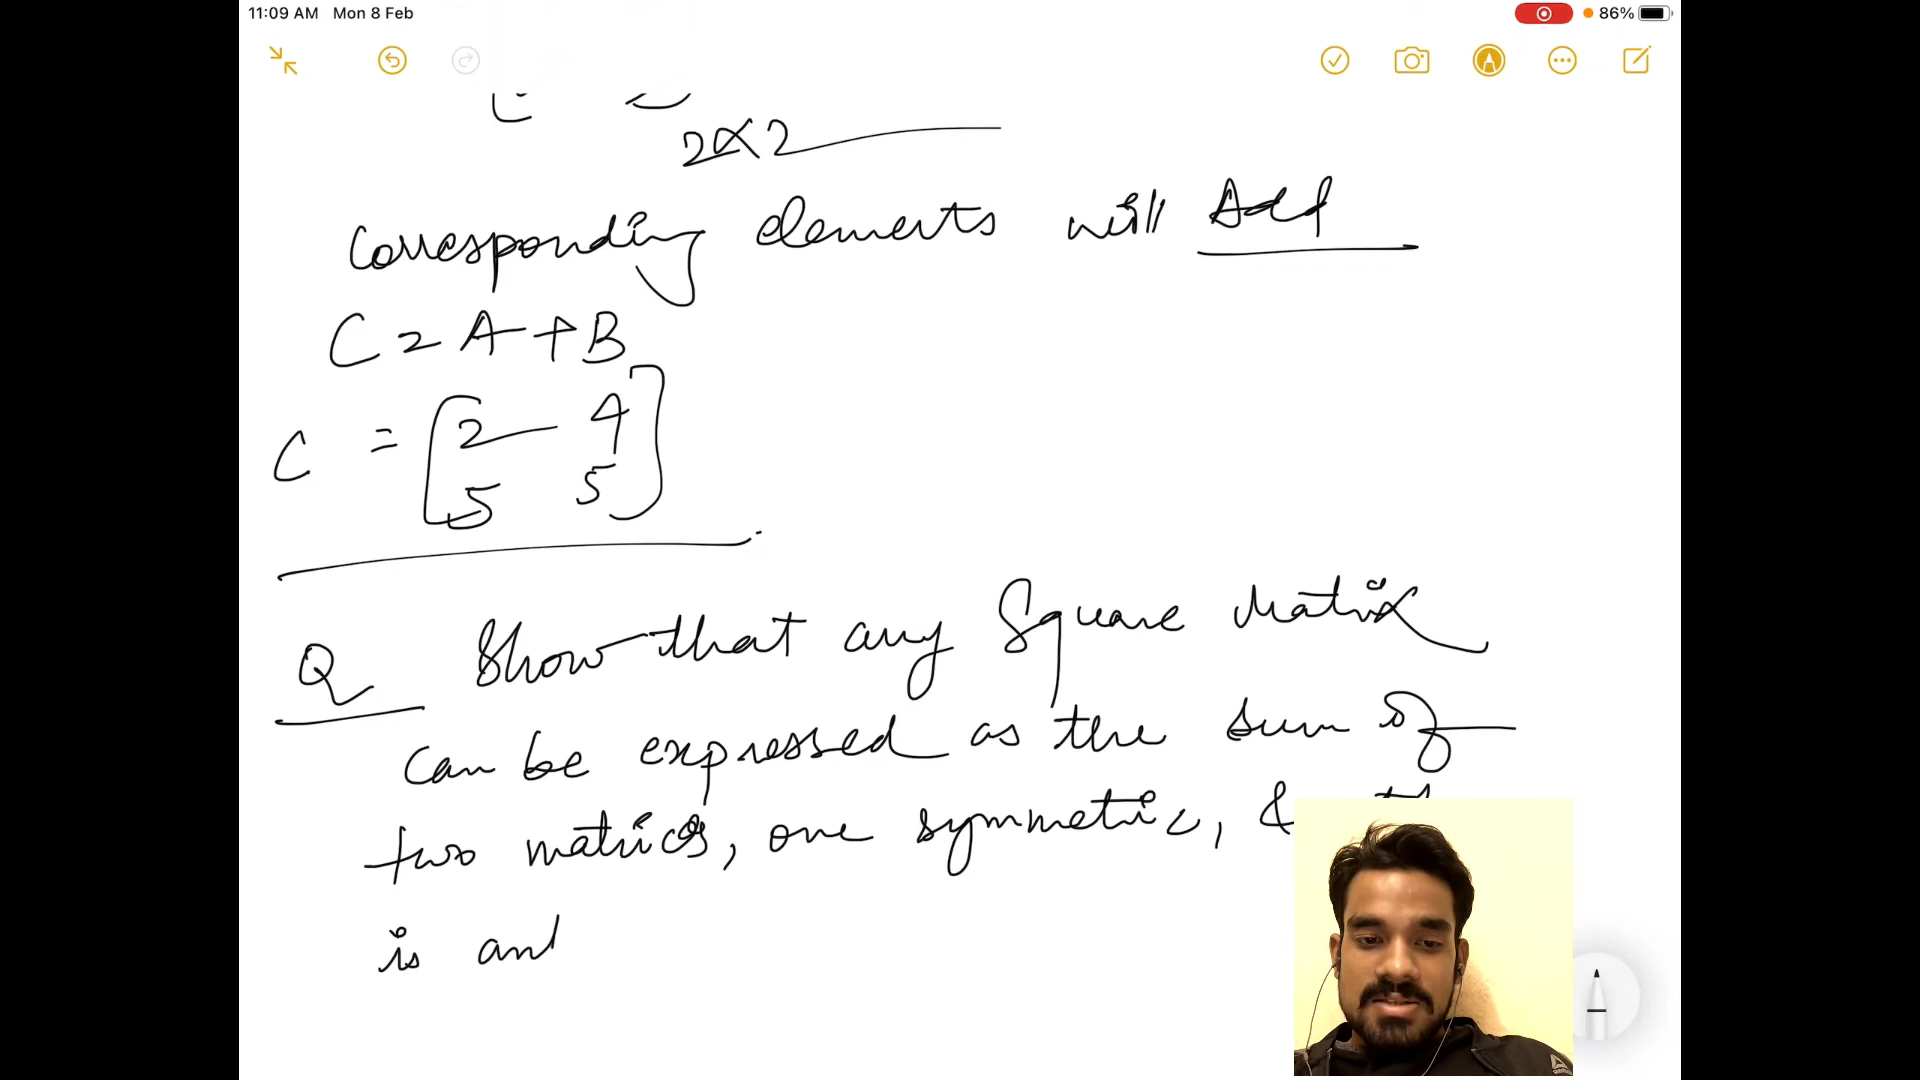 11:09 AM Mon 8 Feb 86%
2×2
Corresponding elements will Add
C = A + B
C = [2 4
5 5]
Q Show that any Square Matrix
can be expressed as the sum of
two matrices, one symmetric, &
is ant